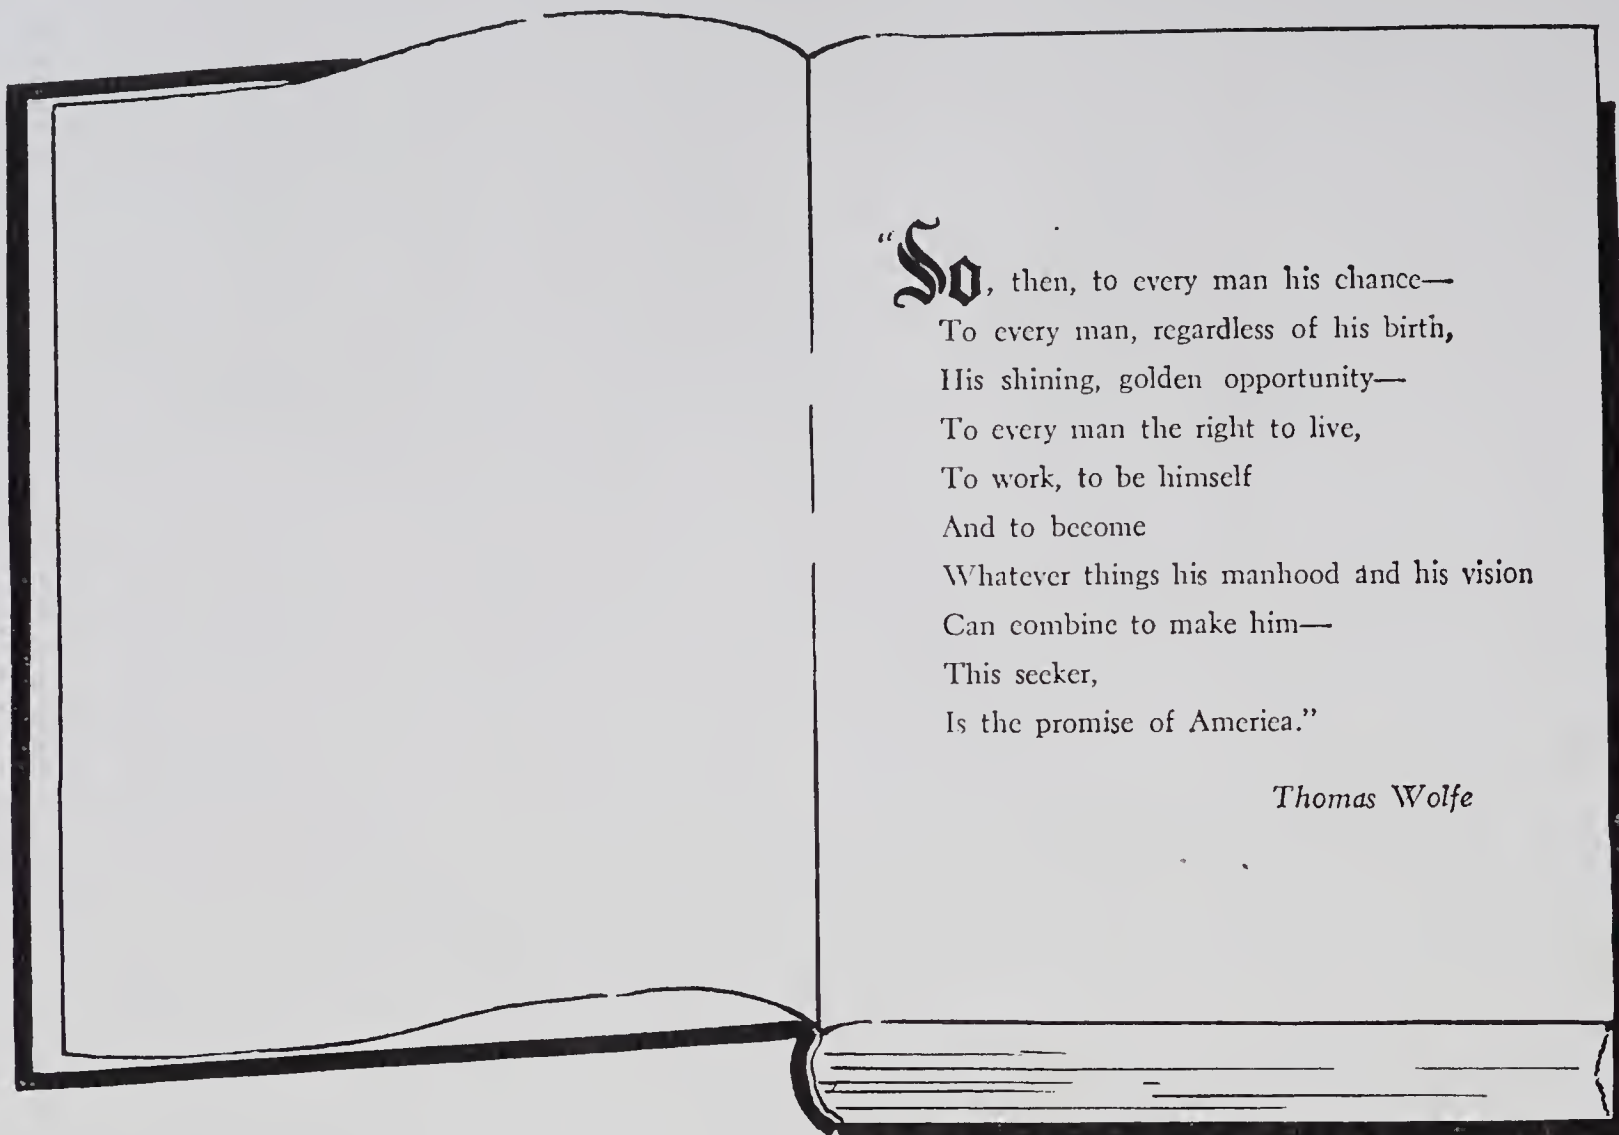 “So, then, to every man his chance—
To every man, regardless of his birth,
His shining, golden opportunity—
To every man the right to live,
To work, to be himself
And to become
Whatever things his manhood and his vision
Can combine to make him—
This seeker,
Is the promise of America.”
Thomas Wolfe